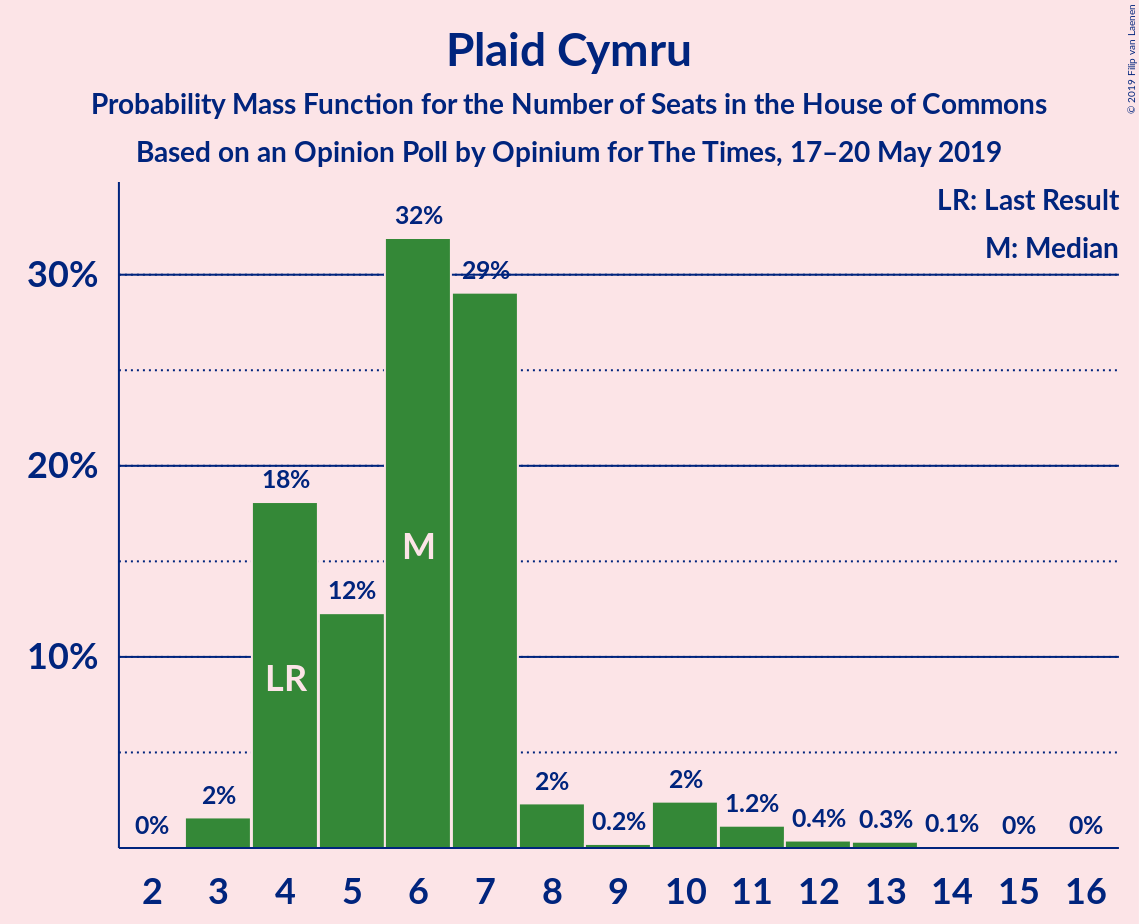 Plaid Cymru
Probability Mass Function for the Number of Seats in the House of Commons
Based on an Opinion Poll by Opinium for The Times, 17–20 May 2019
© 2019 Filip van Laenen
LR: Last Result
M: Median
30%
20%
10%
0%
2%
18%
12%
32%
29%
2%
0.2%
2%
1.2%
0.4%
0.3%
0.1%
0%
0%
LR
M
2 3 4 5 6 7 8 9 10 11 12 13 14 15 16